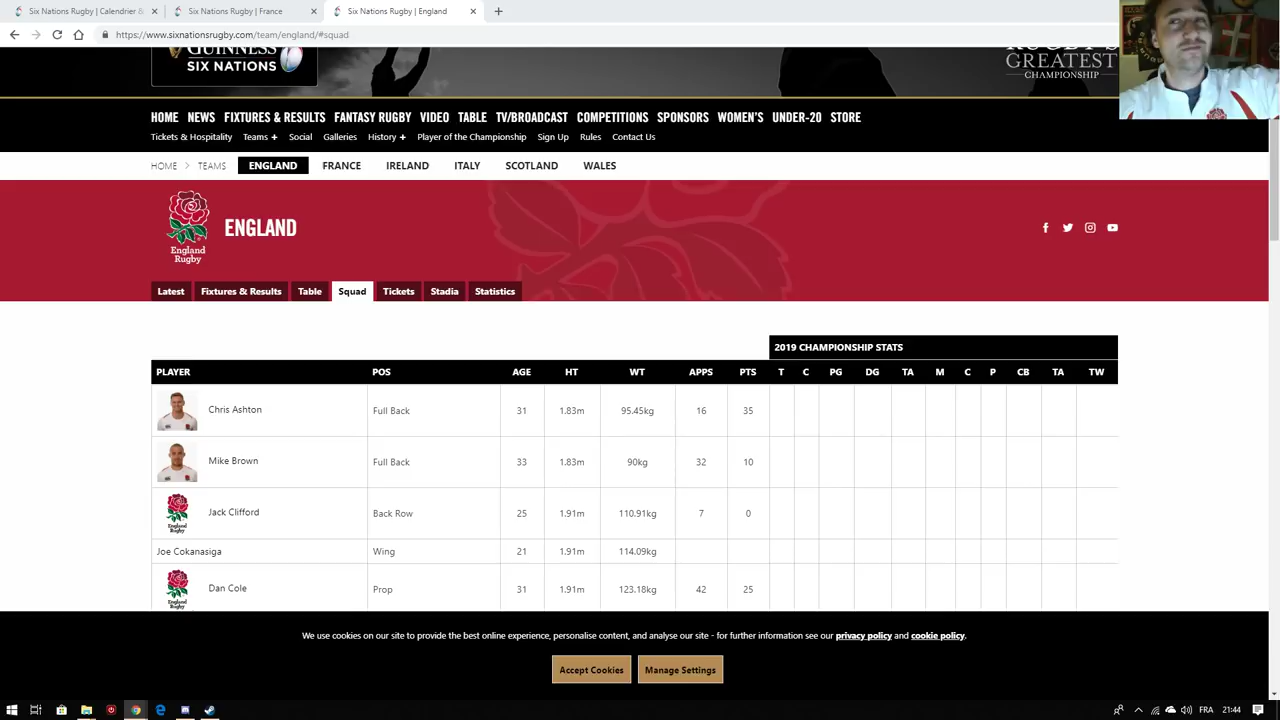 Six Nations Rugby | Calendrier &
Six Nations Rugby | France
Six Nations Rugby | England
https://www.sixnationsrugby.com/team/england/#squad
GUINNESS
SIX NATIONS
RUGBY'S
GREATEST
CHAMPIONSHIP
HOME NEWS FIXTURES & RESULTS FANTASY RUGBY VIDEO TABLE TV/BROADCAST COMPETITIONS SPONSORS WOMEN'S UNDER-20 STORE
Tickets & Hospitality Teams + Social Galleries History + Player of the Championship Sign Up Rules Contact Us
HOME > TEAMS ENGLAND FRANCE IRELAND ITALY SCOTLAND WALES
England
Rugby
ENGLAND
Latest Fixtures & Results Table Squad Tickets Stadia Statistics
2019 CHAMPIONSHIP STATS
PLAYER POS AGE HT WT APPS PTS T C PG DG TA M C P CB TA TW
Chris Ashton Full Back 31 1.83m 95.45kg 16 35
Mike Brown Full Back 33 1.83m 90kg 32 10
England
Rugby
Jack Clifford Back Row 25 1.91m 110.91kg 7 0
Joe Cokanasiga Wing 21 1.91m 114.09kg
England
Rugby
Dan Cole Prop 31 1.91m 123.18kg 42 25
We use cookies on our site to provide the best online experience, personalise content, and analyse our site - for further information see our privacy policy and cookie policy.
Accept Cookies Manage Settings
FRA 21:44